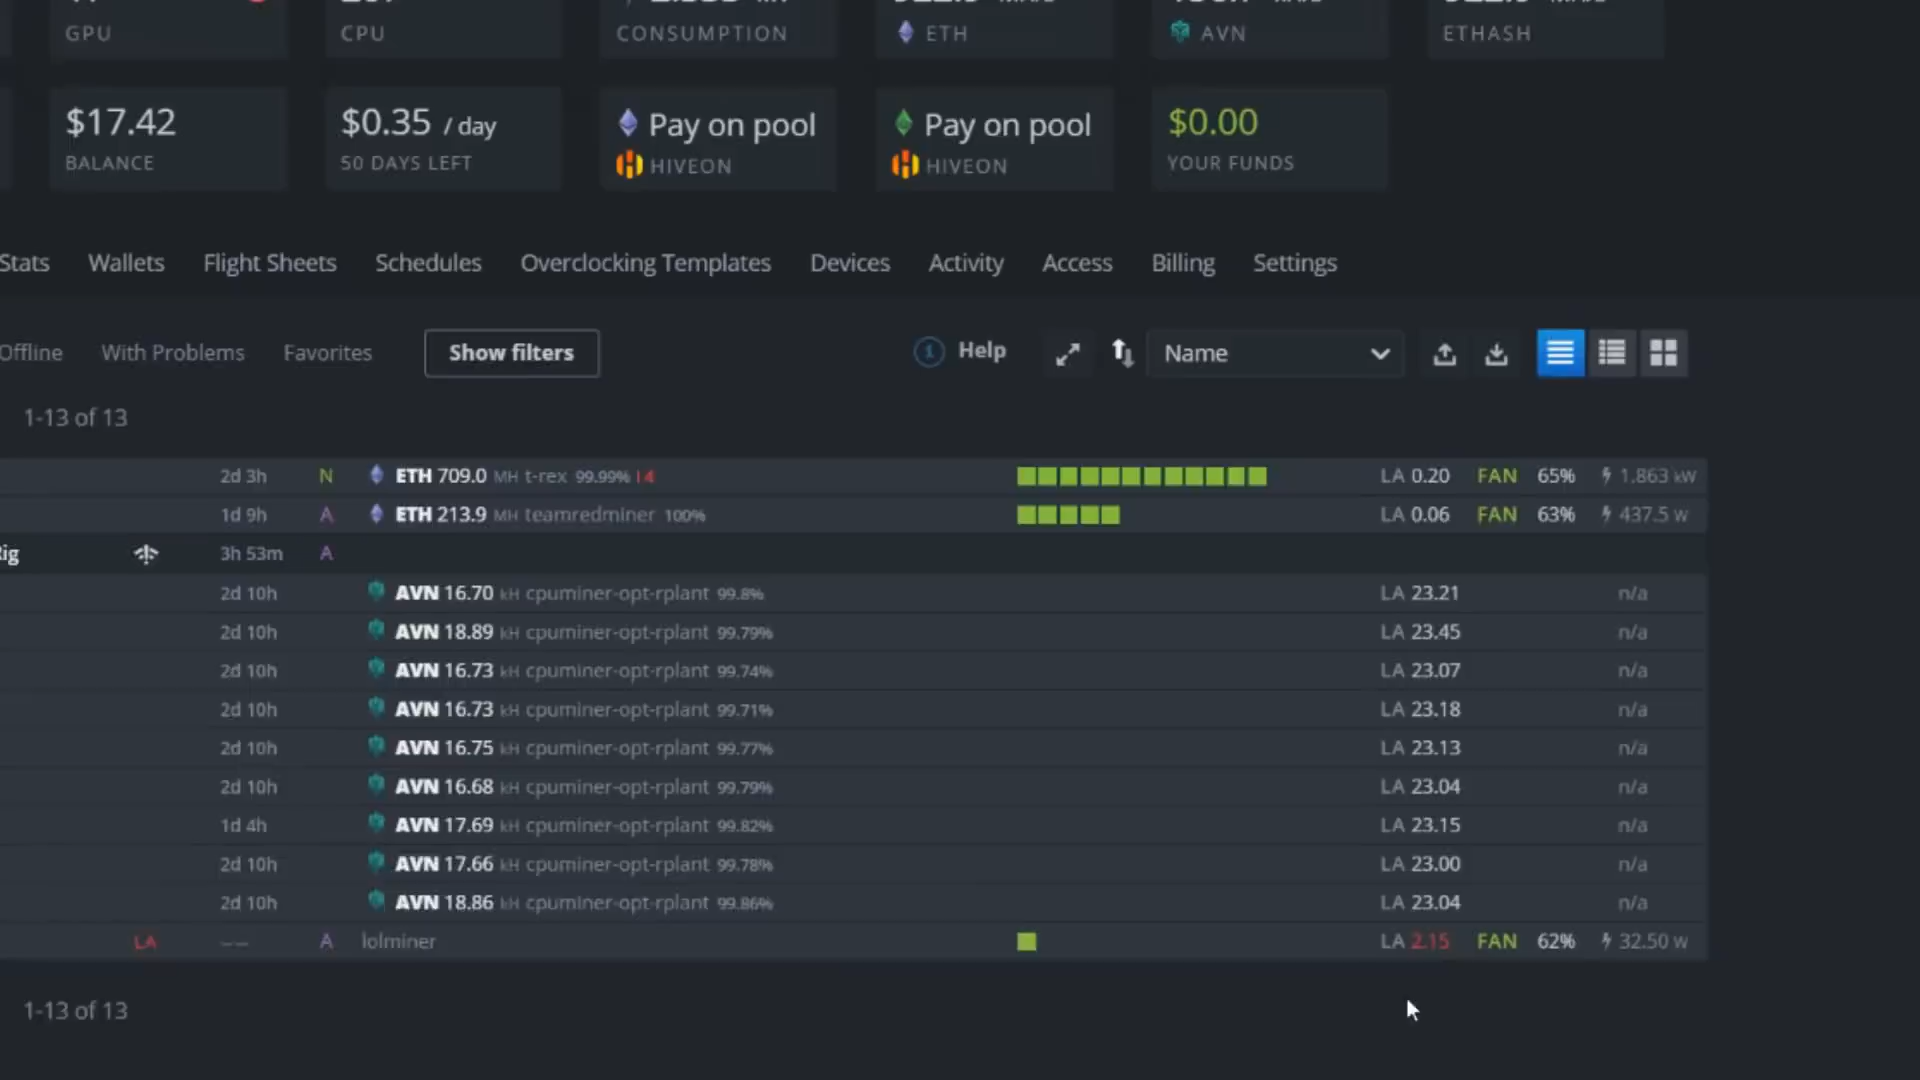 GPU CPU CONSUMPTION ETH AVN ETHASH
$17.42 $0.35 / day Pay on pool Pay on pool $0.00
BALANCE 50 DAYS LEFT HIVEON HIVEON YOUR FUNDS
Stats Wallets Flight Sheets Schedules Overclocking Templates Devices Activity Access Billing Settings
Offline With Problems Favorites Show filters Help Name
1-13 of 13
2d 3h N ETH 709.0 MH t-rex 99.99% I 4 LA 0.20 FAN 65% 1.863 kW
1d 9h A ETH 213.9 MH teamredminer 100% LA 0.06 FAN 63% 437.5 W
Rig 3h 53m A
2d 10h AVN 16.70 kH cpuminer-opt-rplant 99.8% LA 23.21 n/a
2d 10h AVN 18.89 kH cpuminer-opt-rplant 99.79% LA 23.45 n/a
2d 10h AVN 16.73 kH cpuminer-opt-rplant 99.74% LA 23.07 n/a
2d 10h AVN 16.73 kH cpuminer-opt-rplant 99.71% LA 23.18 n/a
2d 10h AVN 16.75 kH cpuminer-opt-rplant 99.77% LA 23.13 n/a
2d 10h AVN 16.68 kH cpuminer-opt-rplant 99.79% LA 23.04 n/a
1d 4h AVN 17.69 kH cpuminer-opt-rplant 99.82% LA 23.15 n/a
2d 10h AVN 17.66 kH cpuminer-opt-rplant 99.78% LA 23.00 n/a
2d 10h AVN 18.86 kH cpuminer-opt-rplant 99.86% LA 23.04 n/a
LA -- A lolminer LA 2.15 FAN 62% 32.50 W
1-13 of 13